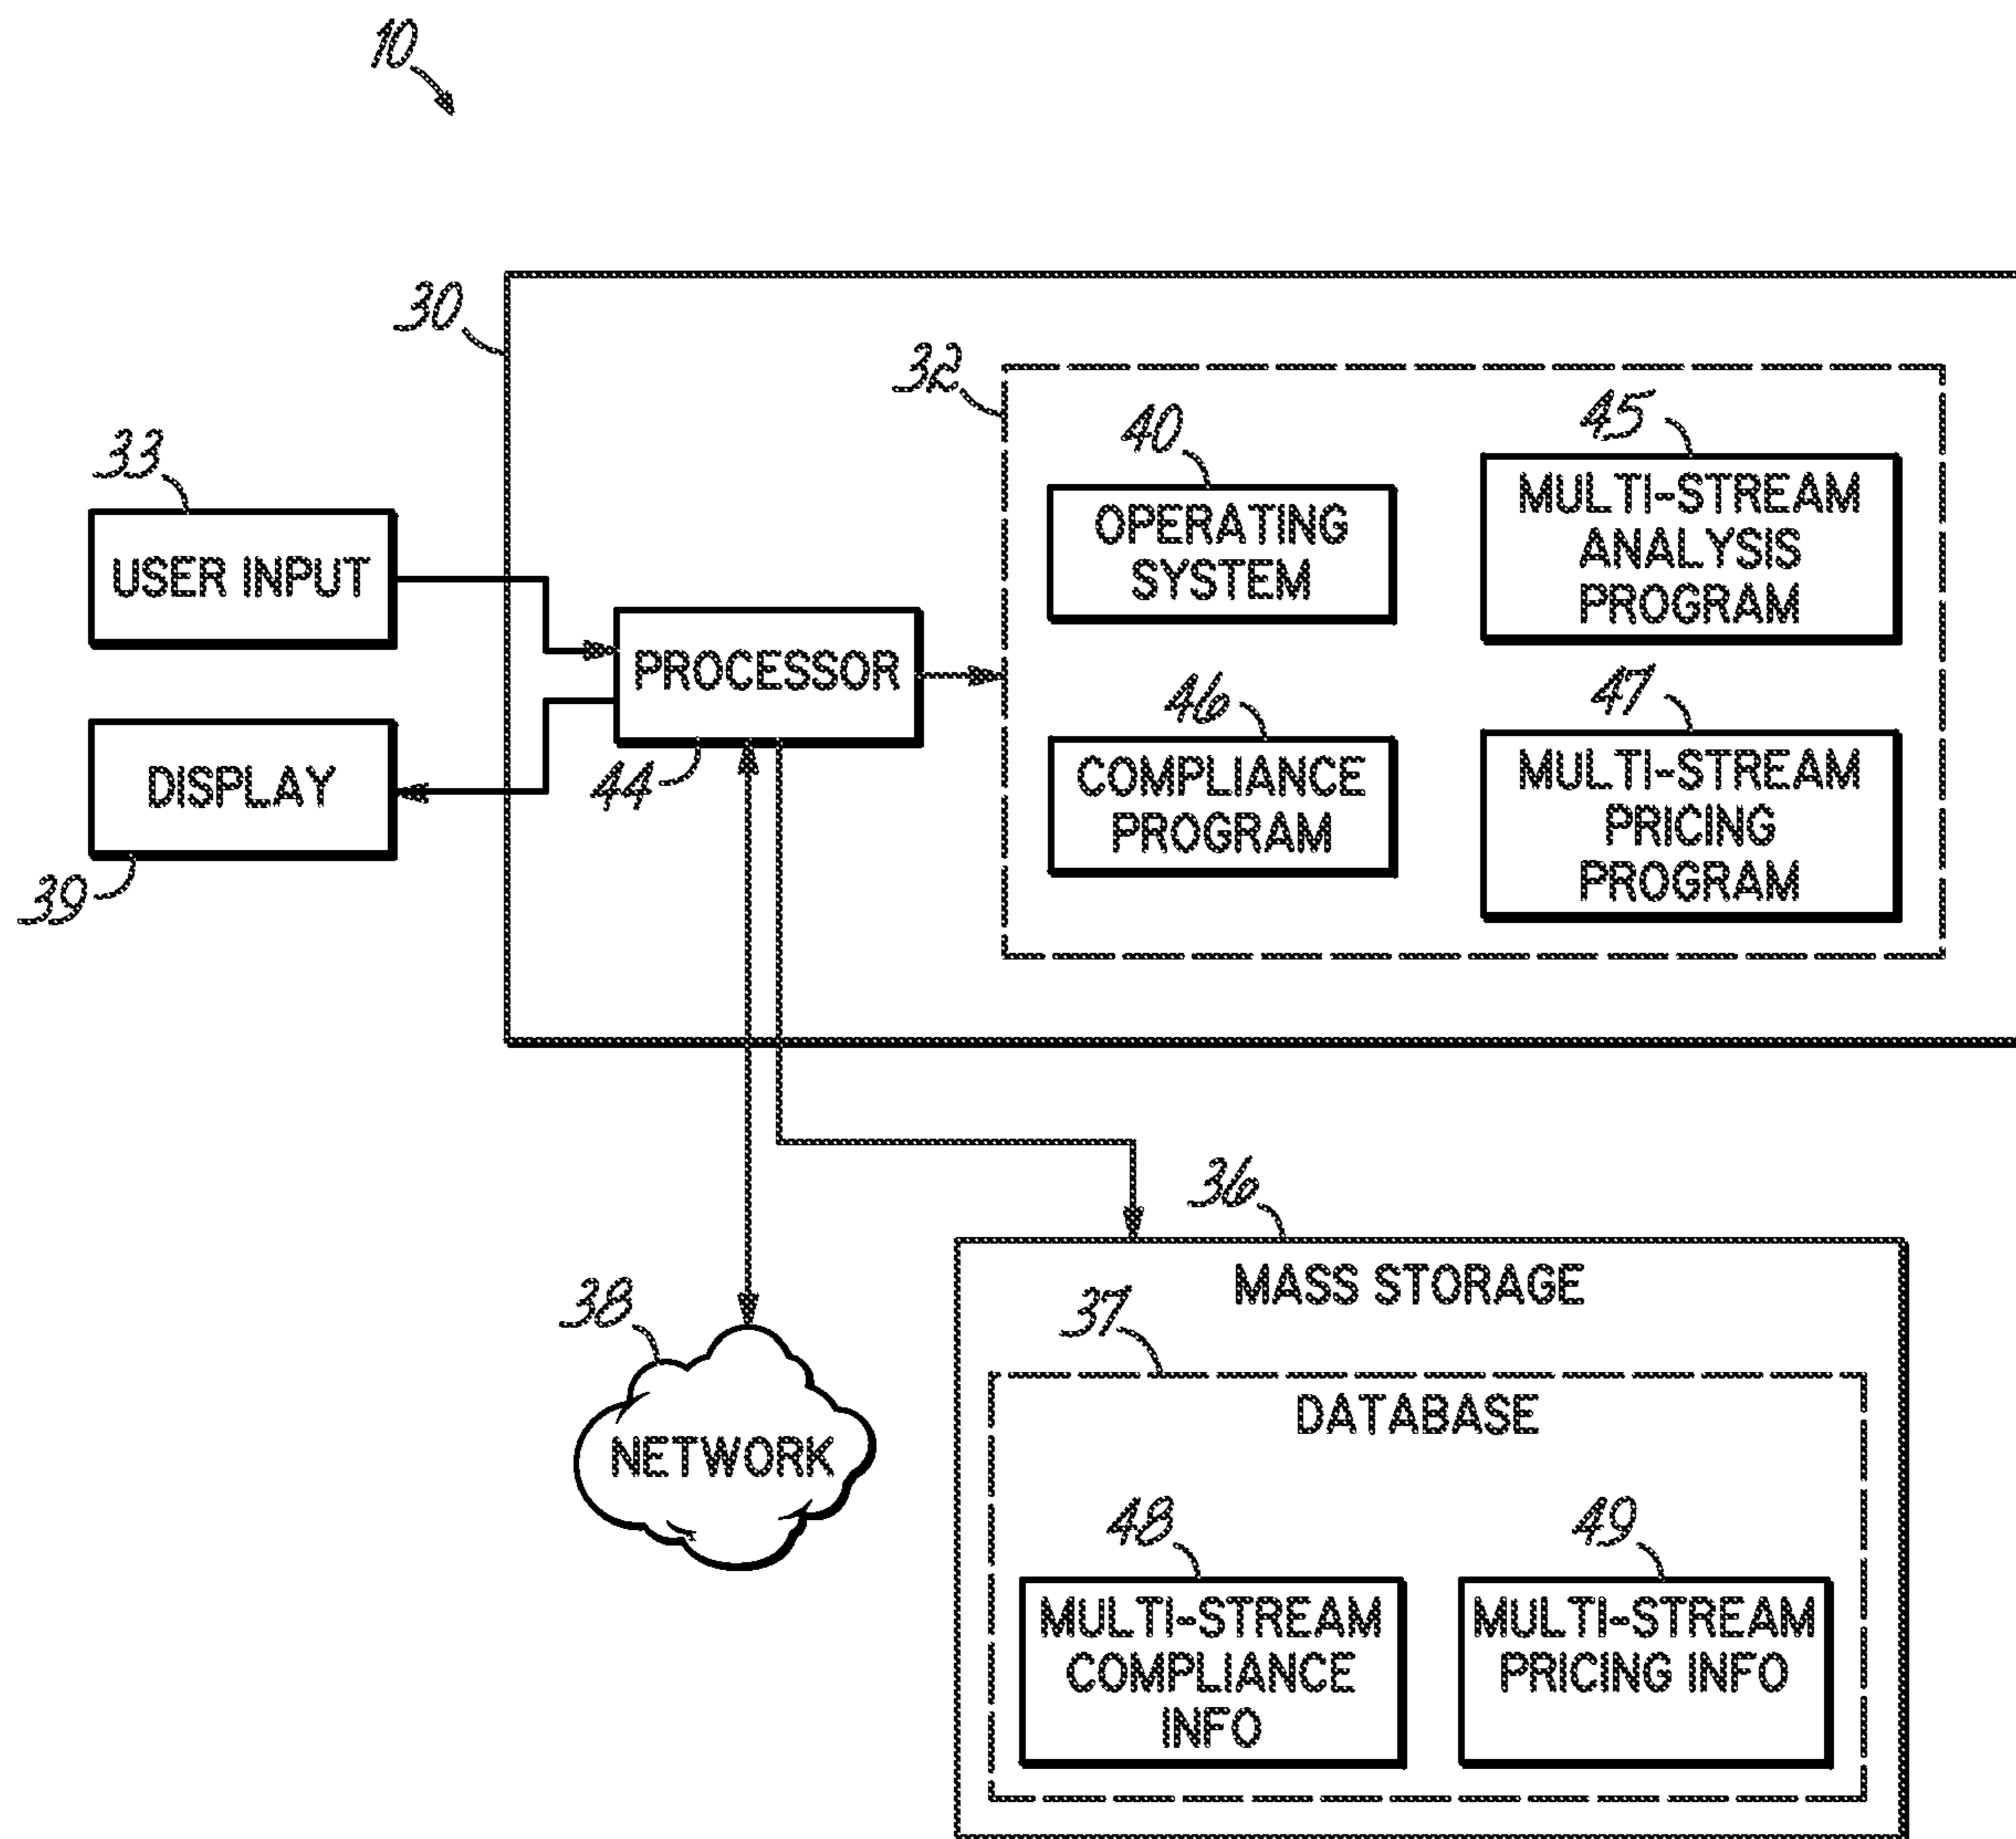 10
30
32
33
USER INPUT
40
OPERATING
SYSTEM
45
MULTI-STREAM
ANALYSIS
PROGRAM
PROCESSOR
44
DISPLAY
39
46
COMPLIANCE
PROGRAM
47
MULTI-STREAM
PRICING
PROGRAM
38
NETWORK
36
MASS STORAGE
37
DATABASE
48
MULTI-STREAM
COMPLIANCE
INFO
49
MULTI-STREAM
PRICING INFO